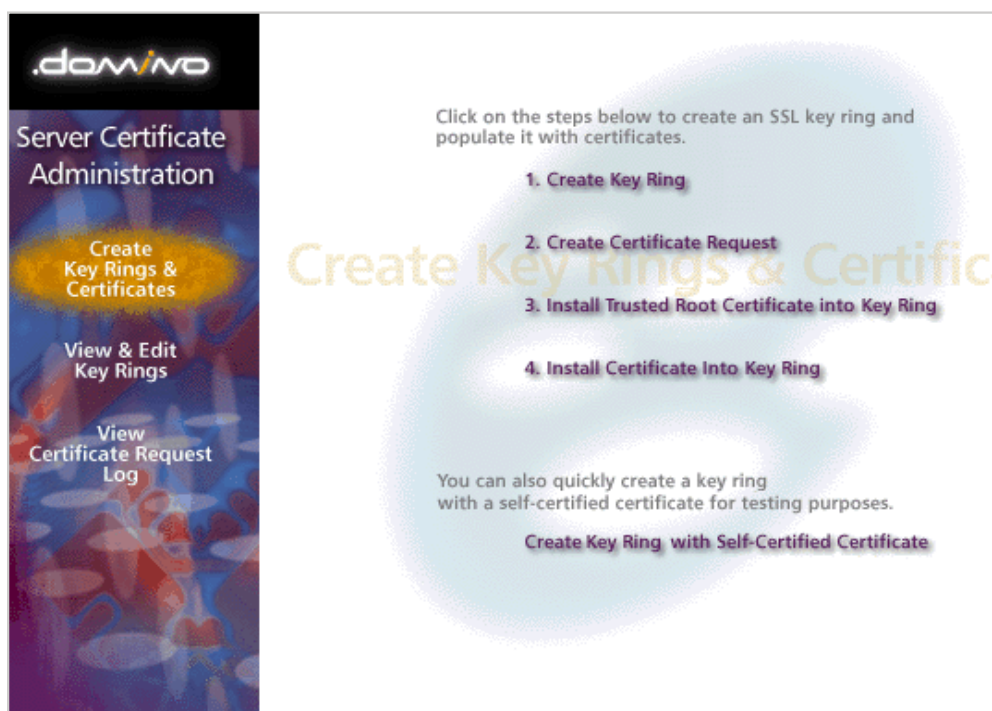 .domino
Server Certificate
Administration
Create
Key Rings &
Certificates
View & Edit
Key Rings
View
Certificate Request
Log
Click on the steps below to create an SSL key ring and
populate it with certificates.
1. Create Key Ring
2. Create Certificate Request
Create Key Rings & Certific
3. Install Trusted Root Certificate into Key Ring
4. Install Certificate Into Key Ring
You can also quickly create a key ring
with a self-certified certificate for testing purposes.
Create Key Ring with Self-Certified Certificate